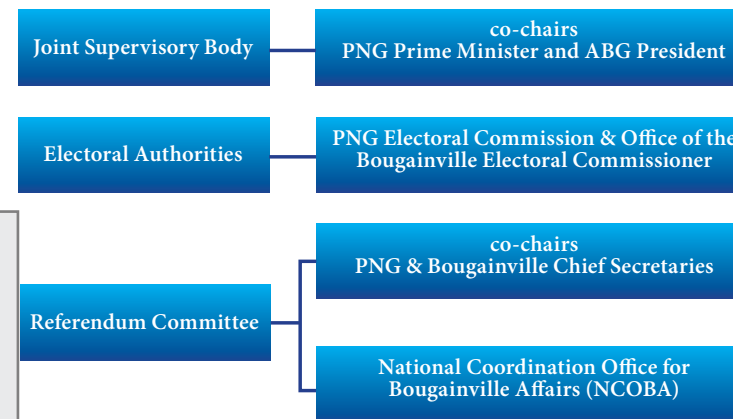 Joint Supervisory Body
co-chairs
PNG Prime Minister and ABG President
Electoral Authorities
PNG Electoral Commission & Office of the
Bougainville Electoral Commissioner
co-chairs
PNG & Bougainville Chief Secretaries
Referendum Committee
National Coordination Office for
Bougainville Affairs (NCOBA)